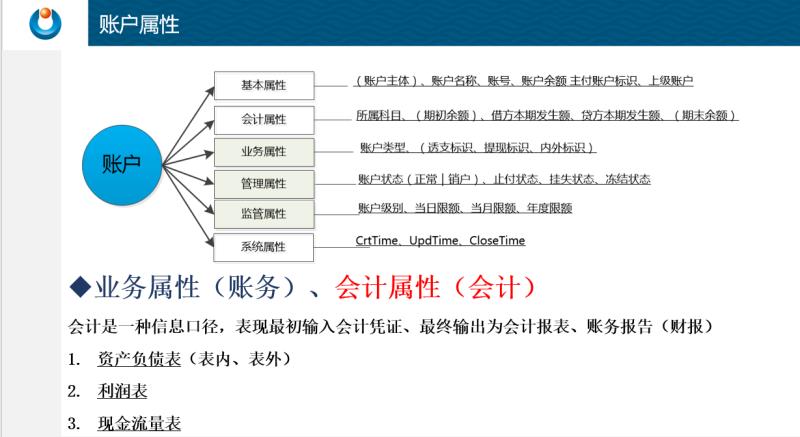 账户属性
账户
基本属性
（账户主体）、账户名称、账号、账户余额 主付账户标识、上级账户
会计属性
所属科目、（期初余额）、借方本期发生额、贷方本期发生额、（期末余额）
业务属性
账户类型、（透支标识、提现标识、内外标识）
管理属性
账户状态（正常｜销户）、止付状态、挂失状态、冻结状态
监管属性
账户级别、当日限额、当月限额、年度限额
系统属性
CrtTime、UpdTime、CloseTime
◆业务属性（账务）、会计属性（会计）
会计是一种信息口径，表现最初输入会计凭证、最终输出为会计报表、账务报告（财报）
1. 资产负债表（表内、表外）
2. 利润表
3. 现金流量表